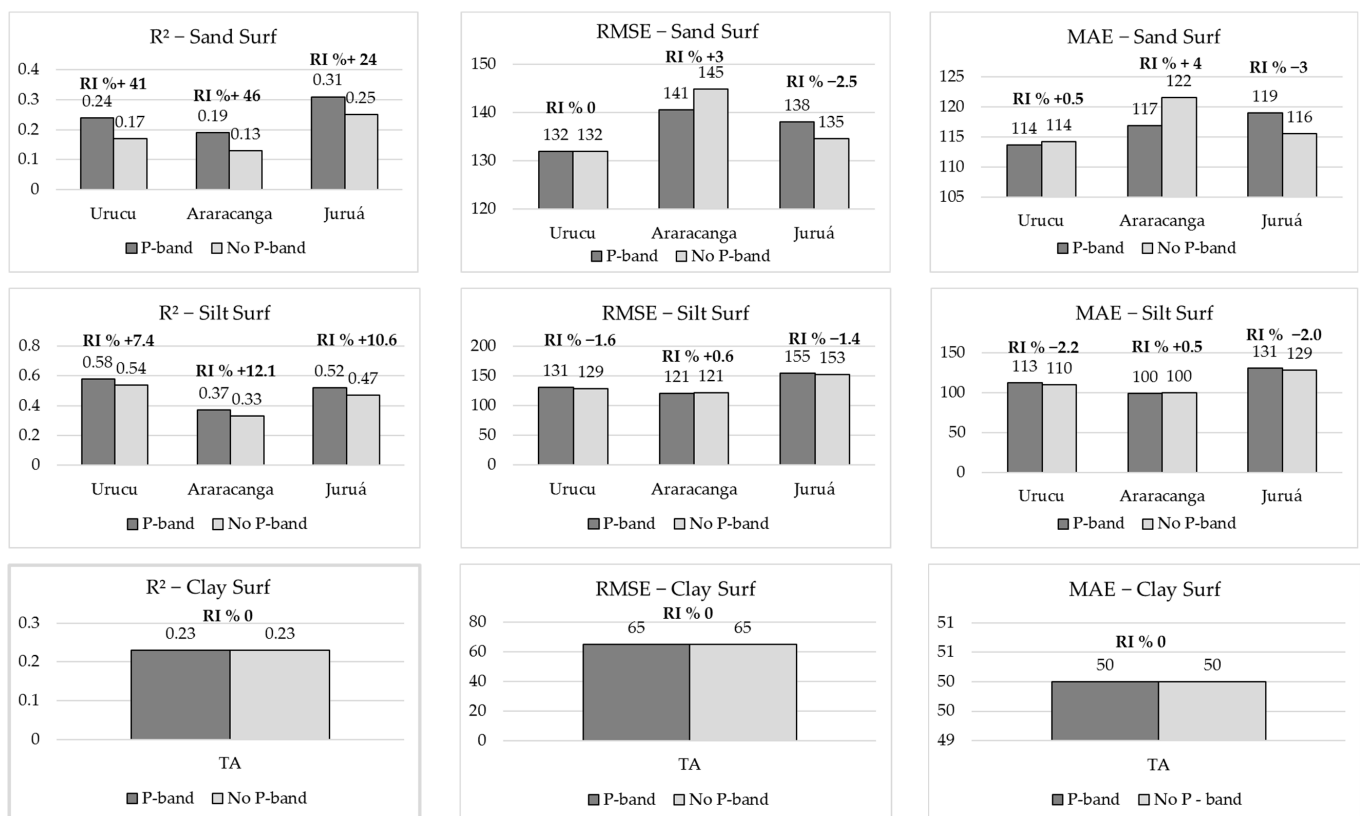 R² – Sand Surf
RI %+ 41
RI %+ 46
RI %+ 24
0.4
0.3
0.2
0.1
0
0.24
0.17
0.19
0.13
0.31
0.25
Urucu
Araracanga
Juruá
P-band
No P-band
RMSE – Sand Surf
RI % 0
RI % +3
RI % –2.5
150
140
130
120
132
132
141
145
138
135
Urucu
Araracanga
Juruá
P-band
No P-band
MAE – Sand Surf
RI % +0.5
RI % + 4
RI % –3
125
120
115
110
105
114
114
117
122
119
116
Urucu
Araracanga
Juruá
P-band
No P-band
R² – Silt Surf
RI % +7.4
RI % +12.1
RI % +10.6
0.8
0.6
0.4
0.2
0
0.58
0.54
0.37
0.33
0.52
0.47
Urucu
Araracanga
Juruá
P-band
No P-band
RMSE – Silt Surf
RI % –1.6
RI % +0.6
RI % –1.4
200
150
100
50
0
131
129
121
121
155
153
Urucu
Araracanga
Juruá
P-band
No P-band
MAE – Silt Surf
RI % –2.2
RI % +0.5
RI % –2.0
150
100
50
0
113
110
100
100
131
129
Urucu
Araracanga
Juruá
P-band
No P-band
R² – Clay Surf
RI % 0
0.3
0.2
0.1
0
0.23
0.23
TA
P-band
No P-band
RMSE – Clay Surf
RI % 0
80
60
40
20
0
65
65
TA
P-band
No P-band
MAE – Clay Surf
RI % 0
51
51
50
50
49
50
50
TA
P-band
No P - band